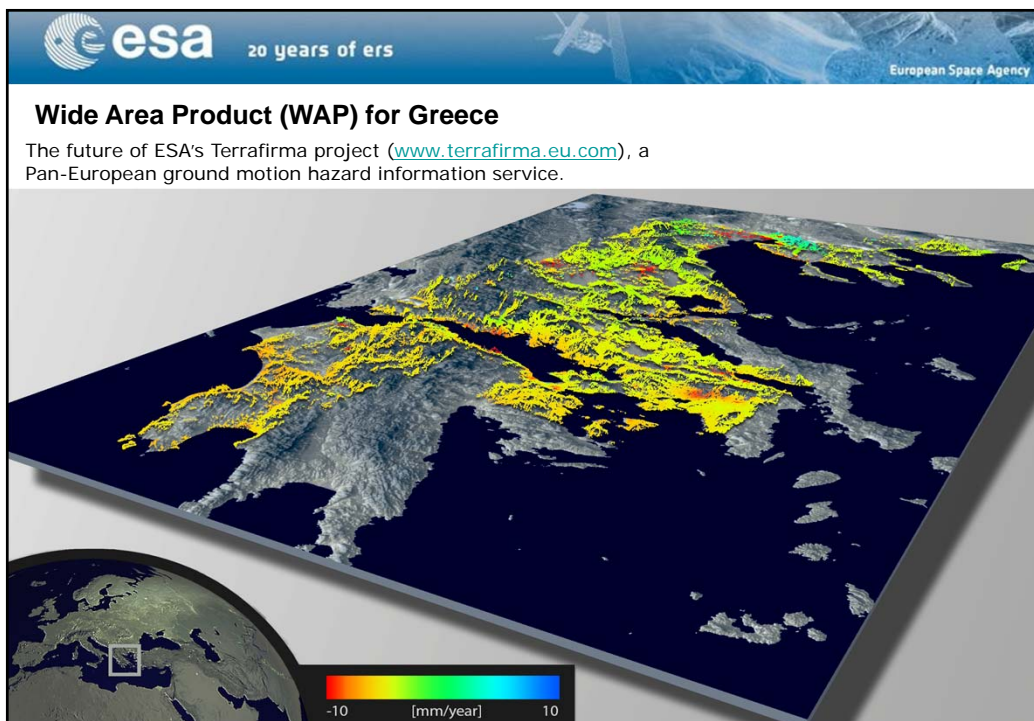 esa 20 years of ers
European Space Agency
Wide Area Product (WAP) for Greece
The future of ESA's Terrafirma project (www.terrafirma.eu.com), a
Pan-European ground motion hazard information service.
-10 [mm/year] 10